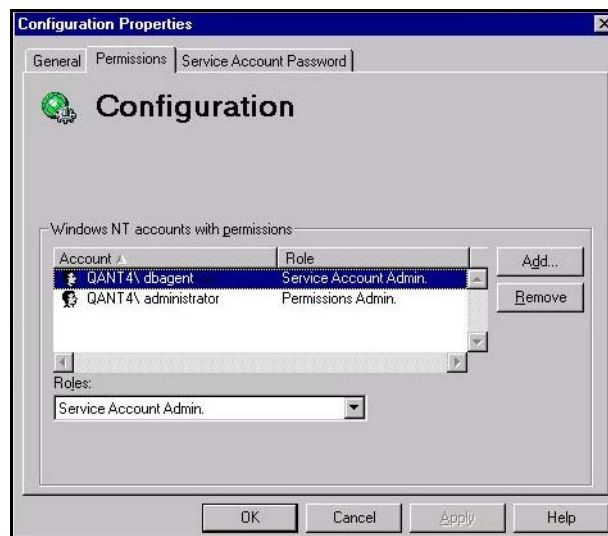 Configuration Properties
General Permissions Service Account Password
Configuration
Windows NT accounts with permissions
Account Role
QANT4\ dbagent Service Account Admin.
QANT4\ administrator Permissions Admin.
Add...
Remove
Roles:
Service Account Admin.
OK Cancel Apply Help